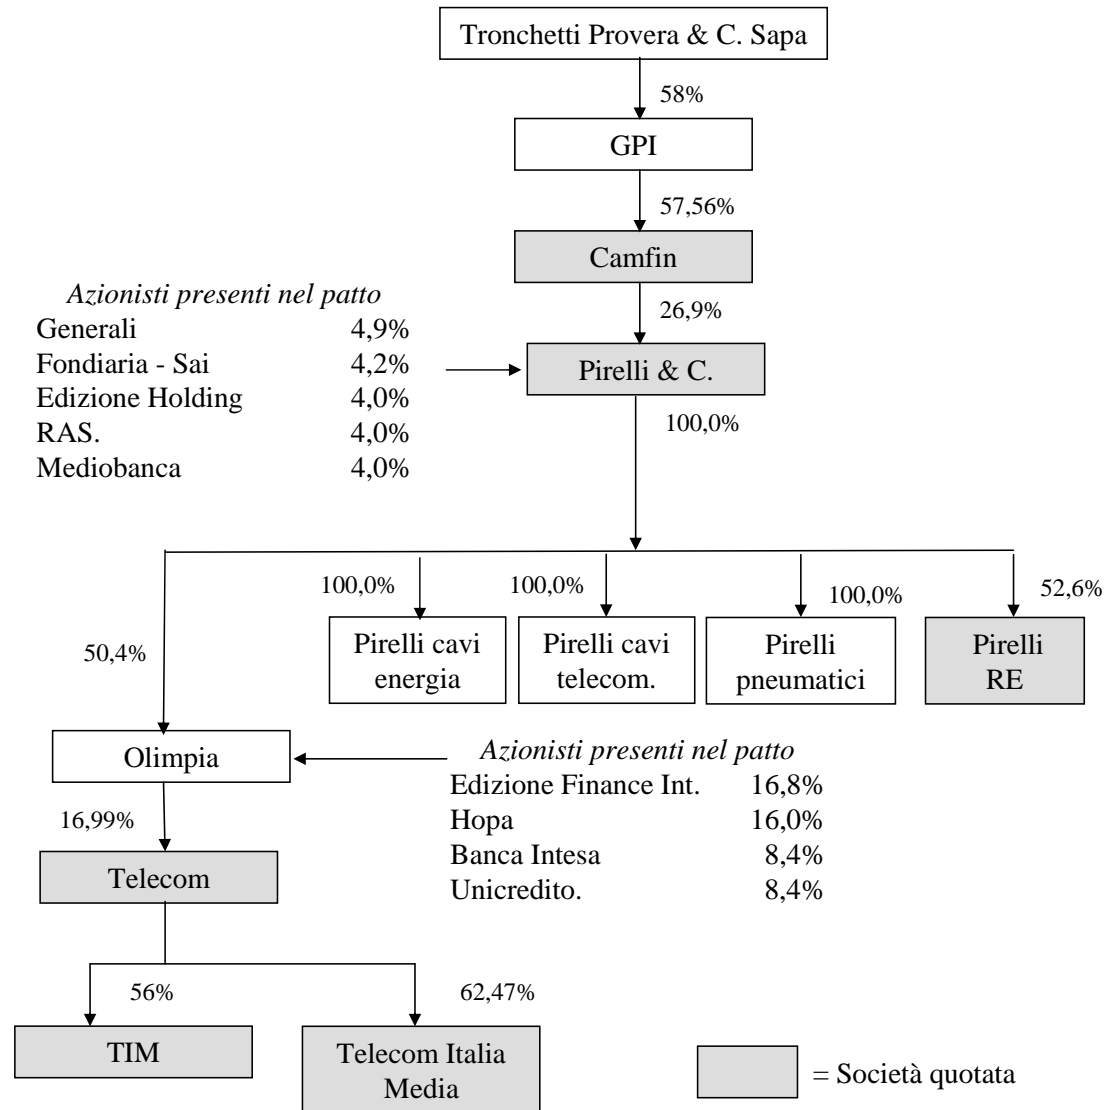 Tronchetti Provera & C. Sapa
58%
GPI
57,56%
Camfin
26,9%
Azionisti presenti nel patto
Generali 4,9%
Fondiaria - Sai 4,2%
Edizione Holding 4,0%
RAS. 4,0%
Mediobanca 4,0%
Pirelli & C.
100,0%
50,4%
100,0%
100,0%
100,0%
52,6%
Pirelli cavi
energia
Pirelli cavi
telecom.
Pirelli
pneumatici
Pirelli
RE
Olimpia
Azionisti presenti nel patto
Edizione Finance Int. 16,8%
Hopa 16,0%
Banca Intesa 8,4%
Unicredito. 8,4%
16,99%
Telecom
56%
62,47%
TIM
Telecom Italia
Media
= Società quotata